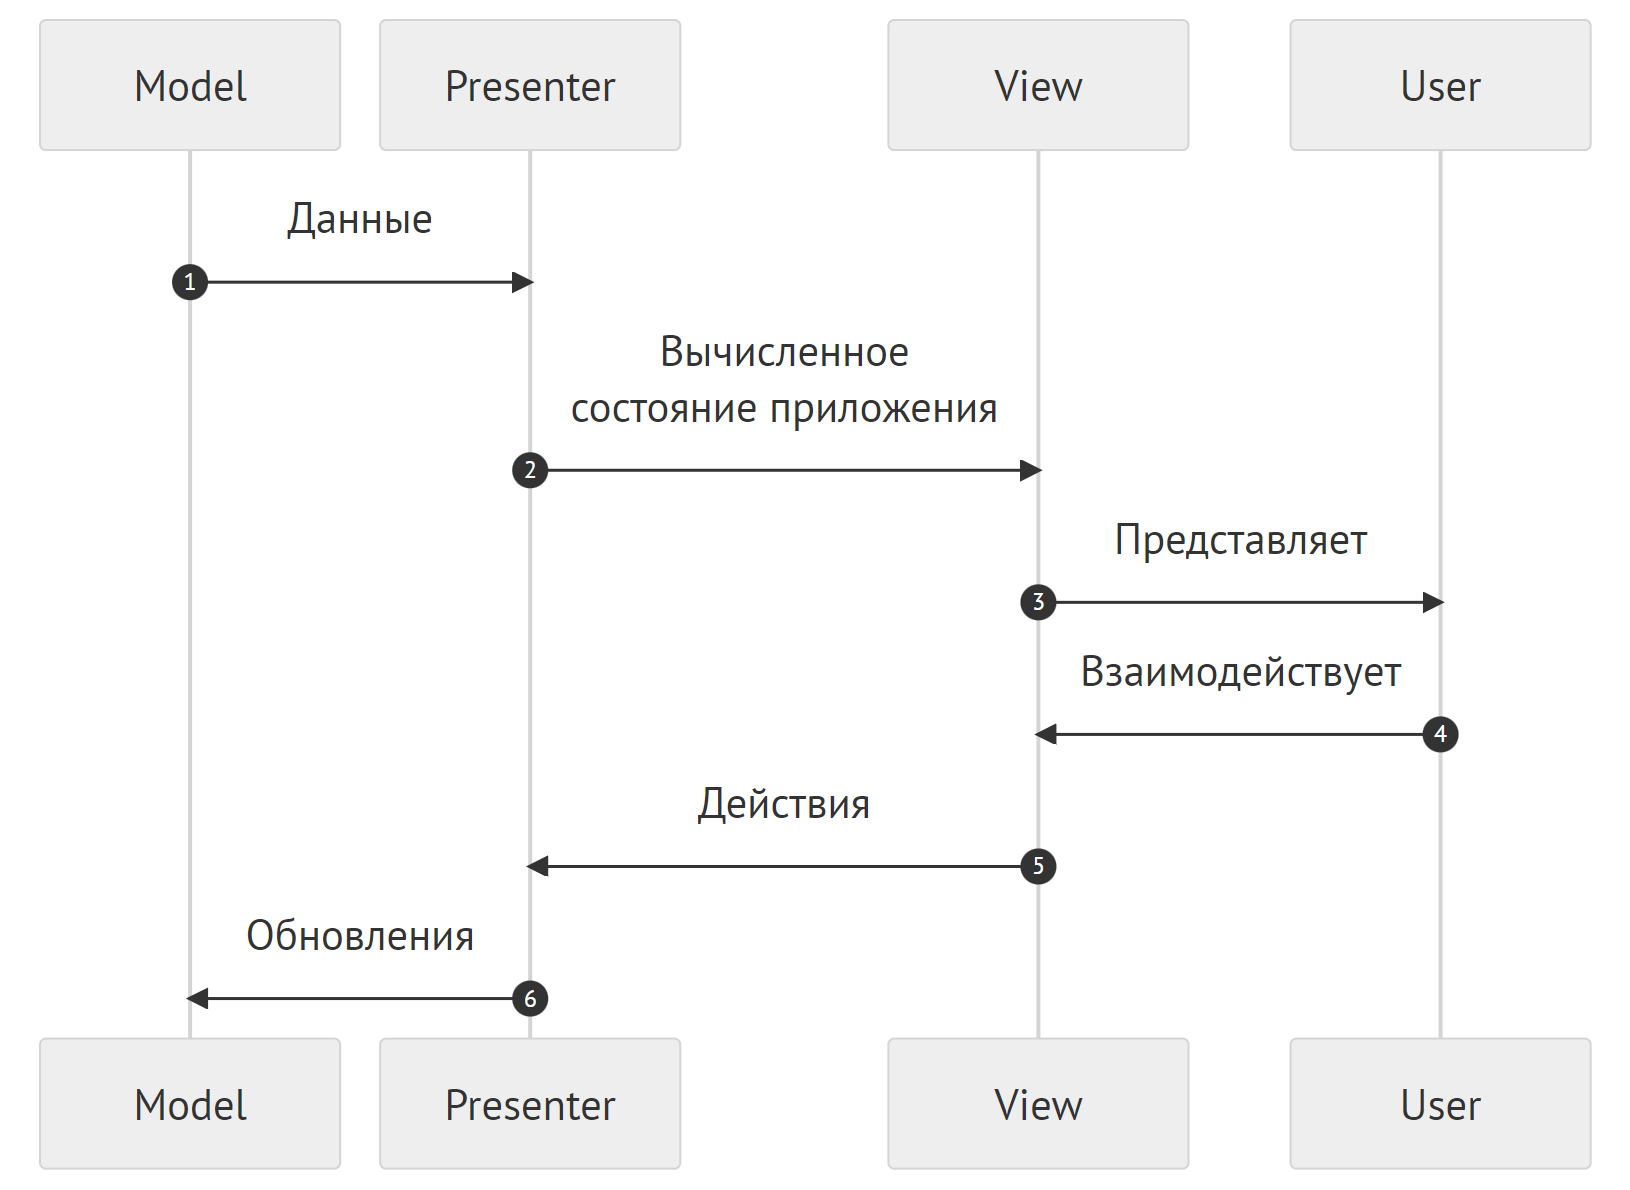 Model
Presenter
View
User
Данные
1
Вычисленное
состояние приложения
2
Представляет
3
Взаимодействует
4
Действия
5
Обновления
6
Model
Presenter
View
User